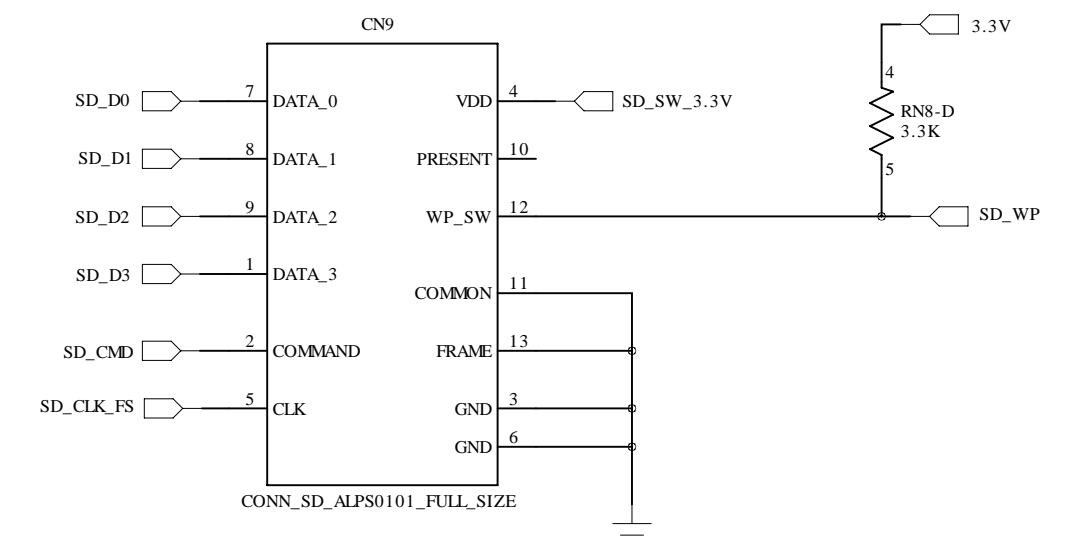 CN9
3.3V
4
RN8-D
3.3K
5
SD_D0 7 DATA_0 VDD 4 SD_SW_3.3V
SD_D1 8 DATA_1 PRESENT 10
SD_D2 9 DATA_2 WP_SW 12 SD_WP
SD_D3 1 DATA_3
COMMON 11
SD_CMD 2 COMMAND FRAME 13
SD_CLK_FS 5 CLK GND 3
GND 6
CONN_SD_ALPS0101_FULL_SIZE